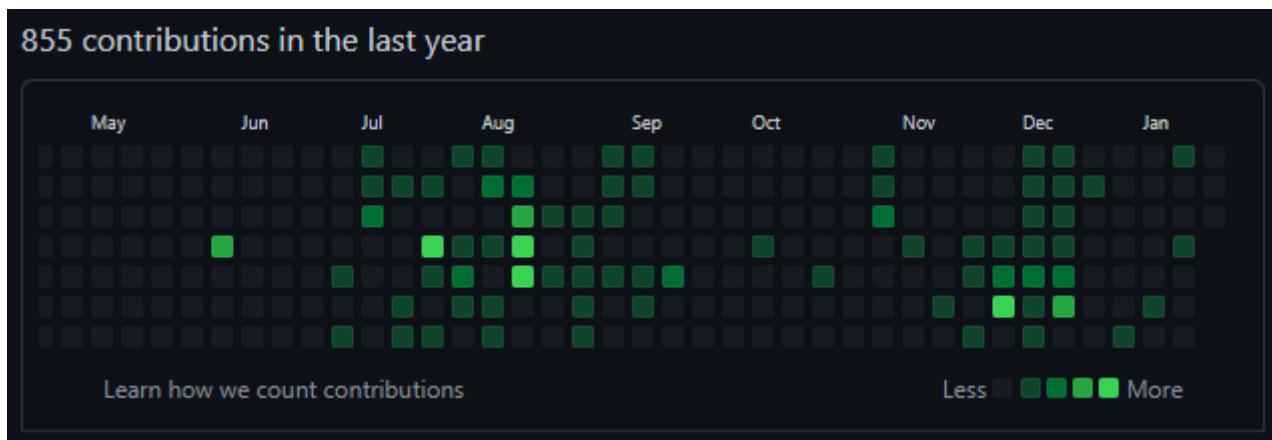 855 contributions in the last year
May Jun Jul Aug Sep Oct Nov Dec Jan
Learn how we count contributions
Less More